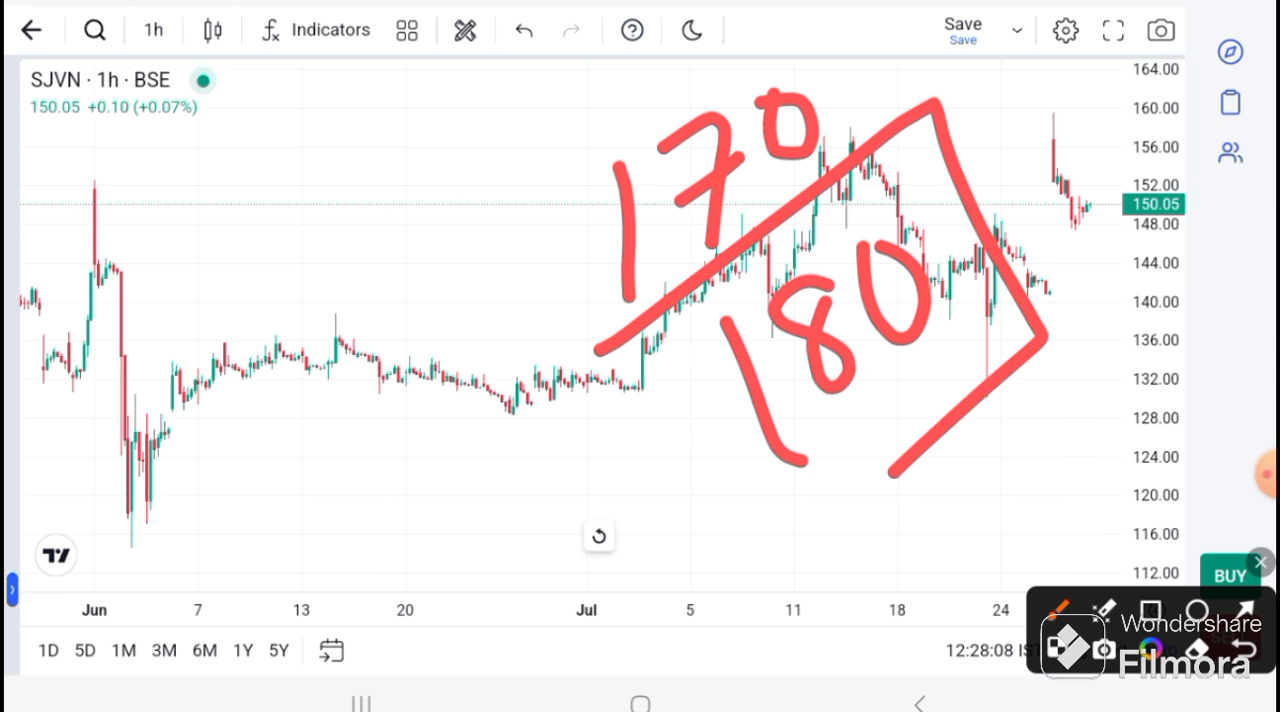 1h
Indicators
Save
Save
SJVN · 1h · BSE
150.05 +0.10 (+0.07%)
164.00
160.00
156.00
152.00
150.05
148.00
144.00
140.00
136.00
132.00
128.00
124.00
120.00
116.00
112.00
170
180
BUY
Jun 7 13 20 Jul 5 11 18 24
1D 5D 1M 3M 6M 1Y 5Y
12:28:08
Wondershare
Filmora